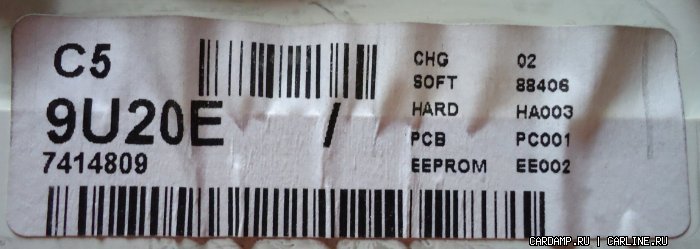 C5
9U20E /
7414809
CHG 02
SOFT 88406
HARD HA003
PCB PC001
EEPROM EE002
CARDAMP.RU | CARLINE.RU